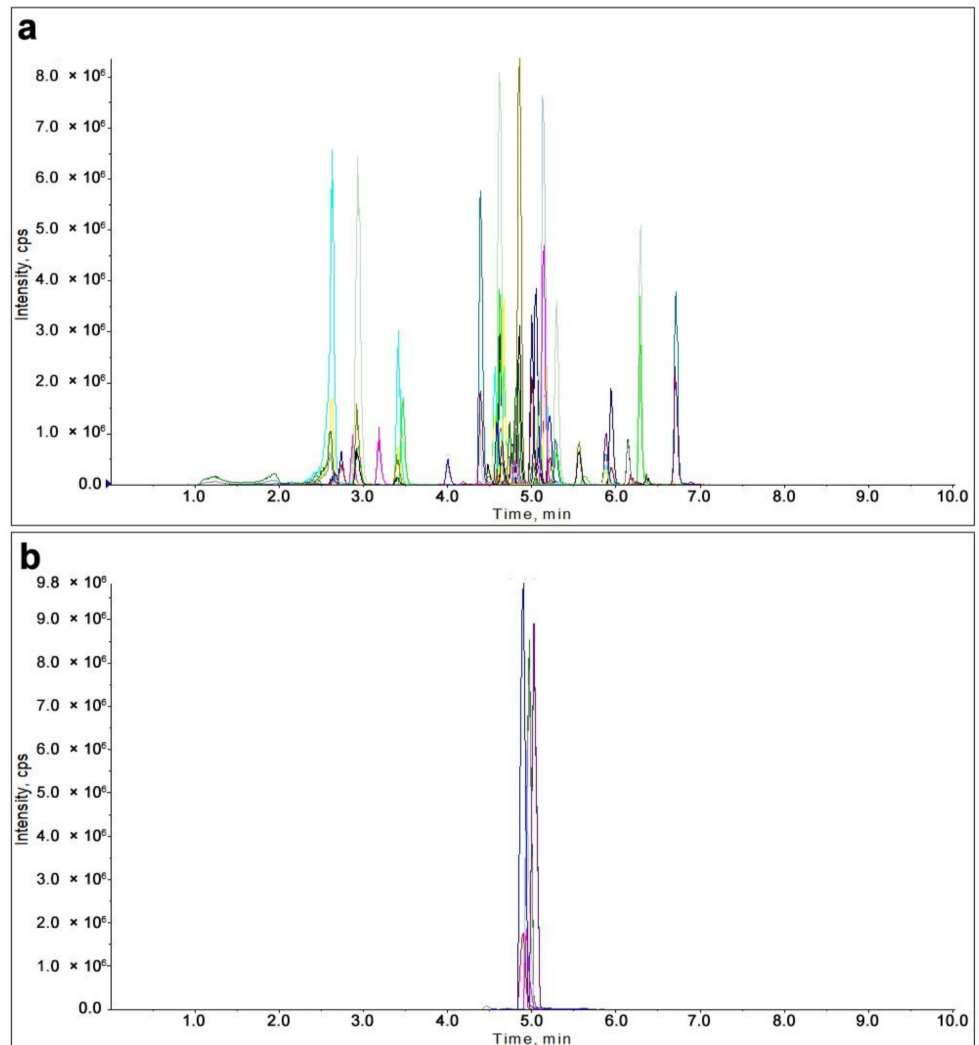 a
8.0 × 10⁶
7.0 × 10⁶
6.0 × 10⁶
5.0 × 10⁶
4.0 × 10⁶
3.0 × 10⁶
2.0 × 10⁶
1.0 × 10⁶
0.0
Intensity, cps
1.0 2.0 3.0 4.0 5.0 6.0 7.0 8.0 9.0 10.0
Time, min
b
9.8 × 10⁶
9.0 × 10⁶
8.0 × 10⁶
7.0 × 10⁶
6.0 × 10⁶
5.0 × 10⁶
4.0 × 10⁶
3.0 × 10⁶
2.0 × 10⁶
1.0 × 10⁶
0.0
Intensity, cps
1.0 2.0 3.0 4.0 5.0 6.0 7.0 8.0 9.0 10.0
Time, min